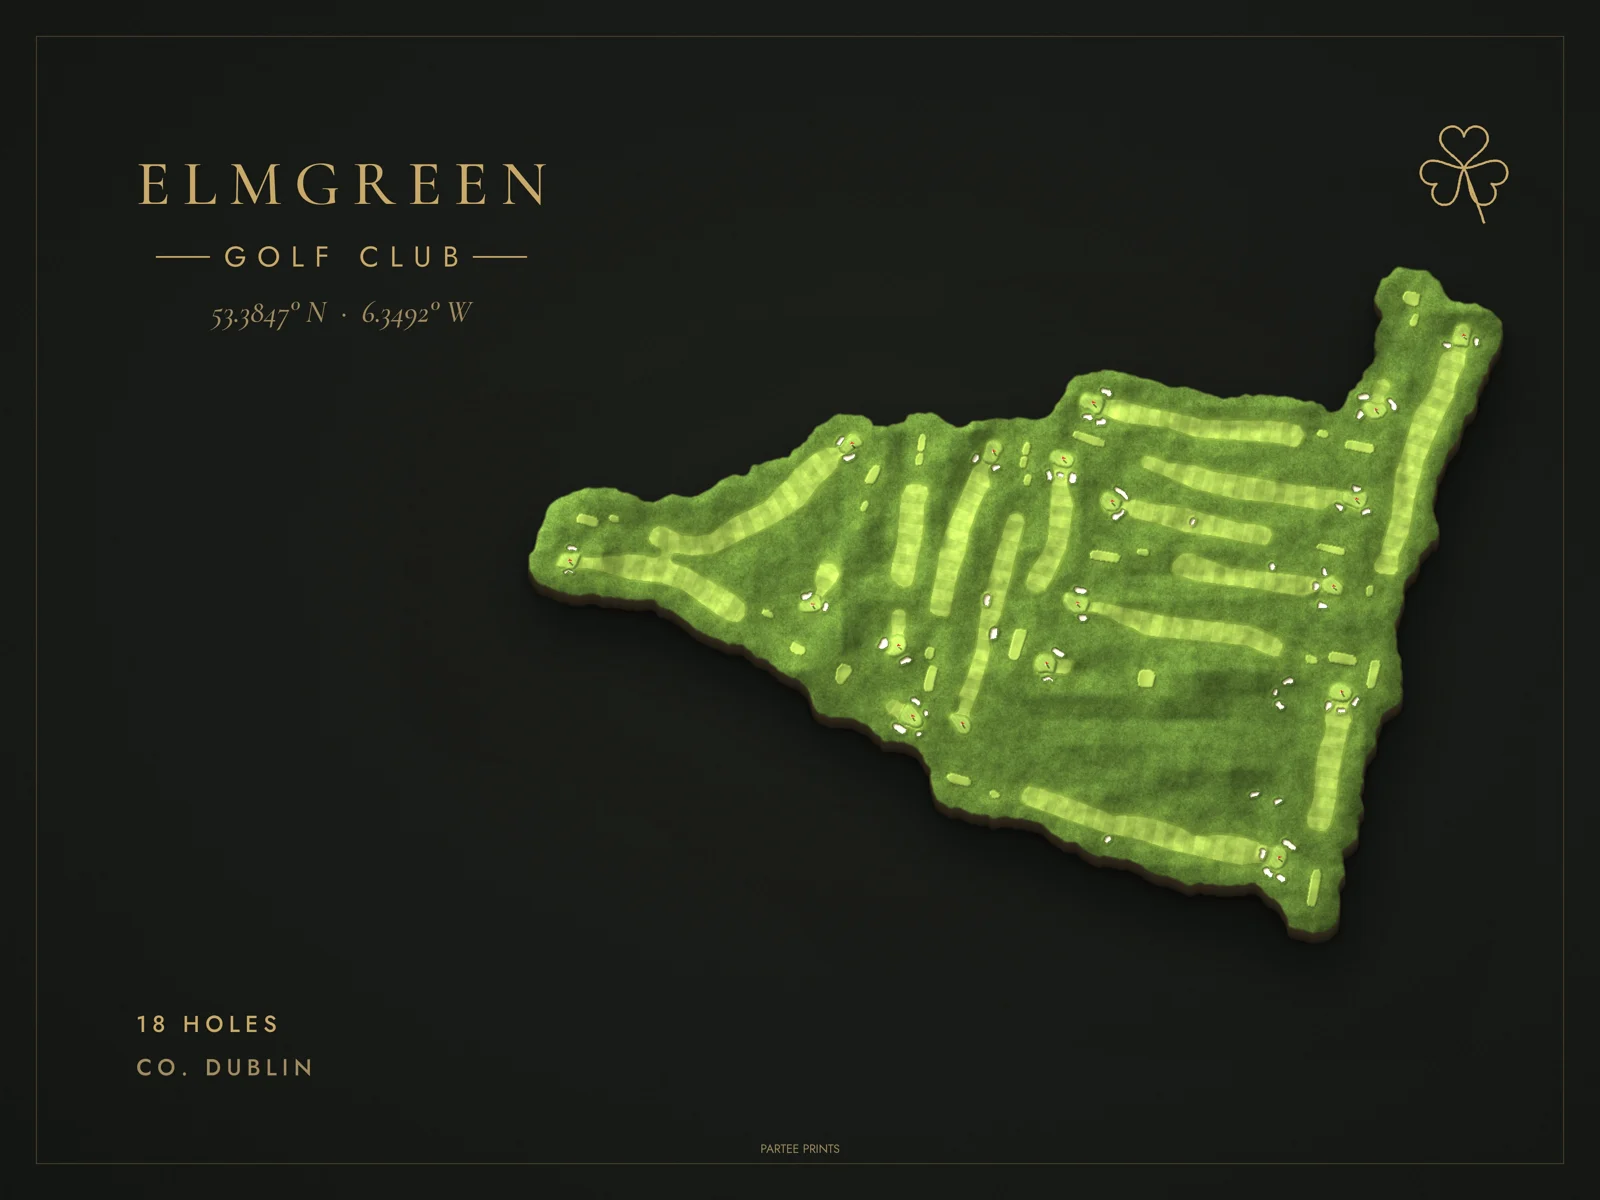 ELMGREEN
GOLF CLUB
53.3847° N · 6.3492° W
18 HOLES
CO. DUBLIN
PARTEE PRINTS